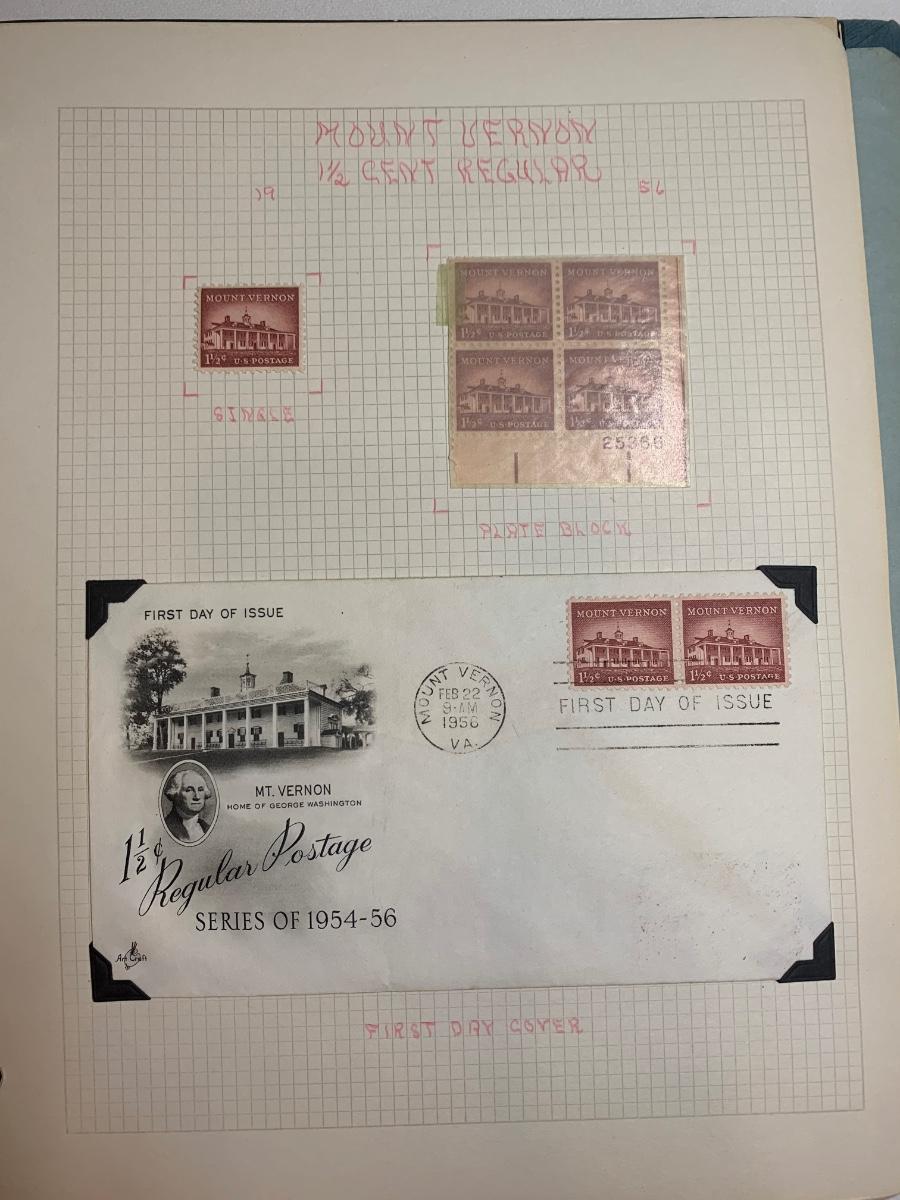 MOUNT VERNON
1½ CENT REGULAR
19 56
MOUNT VERNON
1½¢ U·S·POSTAGE
SINGLE
MOUNT VERNON MOUNT VERNON
1½¢ U·S·POSTAGE 1½¢ U·S·POSTAGE
MOUNT VERNON MOUNT VERNON
1½¢ U·S·POSTAGE 1½¢ U·S·POSTAGE
PLATE BLOCK
FIRST DAY OF ISSUE
MOUNT VERNON MOUNT VERNON
1½¢ U·S·POSTAGE 1½¢ U·S·POSTAGE
MOUNT VERNON
FEB 22
9-AM
1956
VA.
FIRST DAY OF ISSUE
MT. VERNON
HOME OF GEORGE WASHINGTON
1½¢
Regular Postage
SERIES OF 1954-56
Art Craft
FIRST DAY COVER